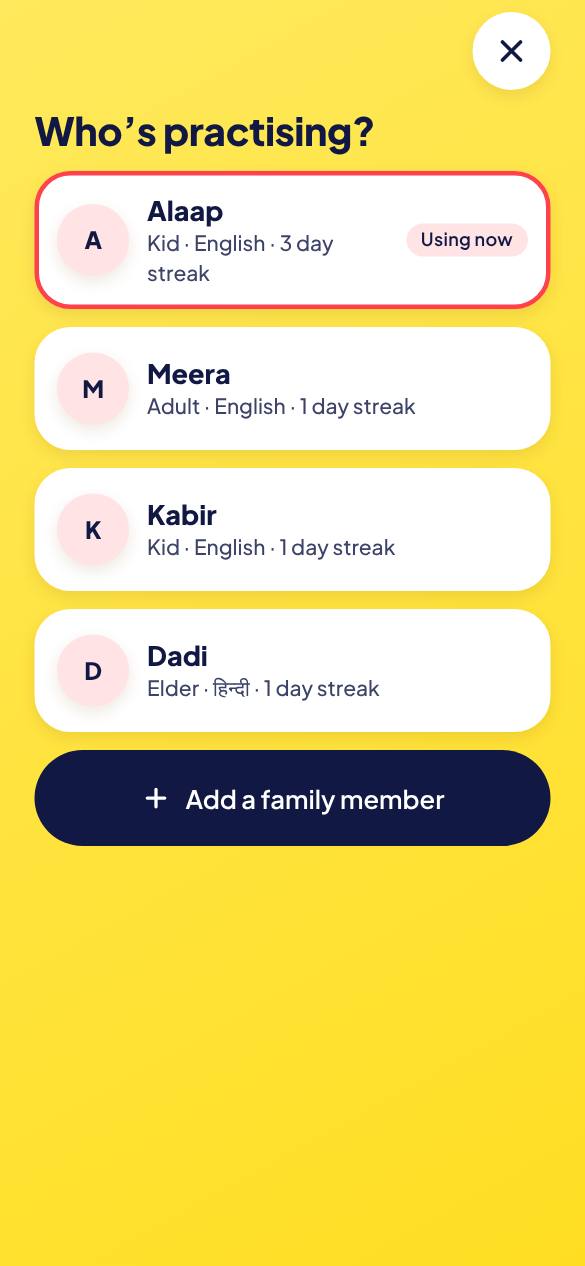 Who’s practising?
A
Alaap
Kid · English · 3 day
streak
Using now
M
Meera
Adult · English · 1 day streak
K
Kabir
Kid · English · 1 day streak
D
Dadi
Elder · हिन्दी · 1 day streak
+ Add a family member